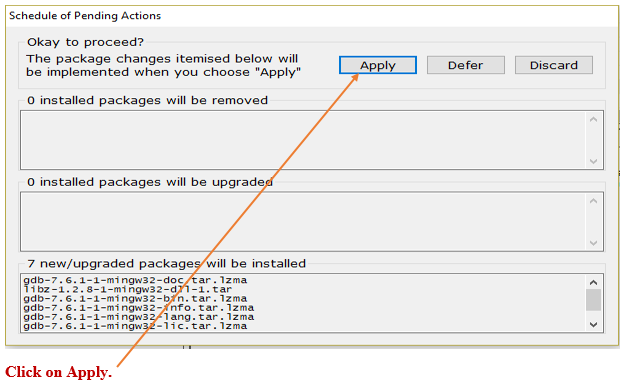 Schedule of Pending Actions
Okay to proceed?
The package changes itemised below will
be implemented when you choose "Apply"
Apply
Defer
Discard
0 installed packages will be removed
0 installed packages will be upgraded
7 new/upgraded packages will be installed
gdb-7.6.1-1-mingw32-doc.tar.lzma
libz-1.2.8-1-mingw32-dll-1.tar
gdb-7.6.1-1-mingw32-bin.tar.lzma
gdb-7.6.1-1-mingw32-info.tar.lzma
gdb-7.6.1-1-mingw32-lang.tar.lzma
gdb-7.6.1-1-mingw32-lic.tar.lzma
Click on Apply.